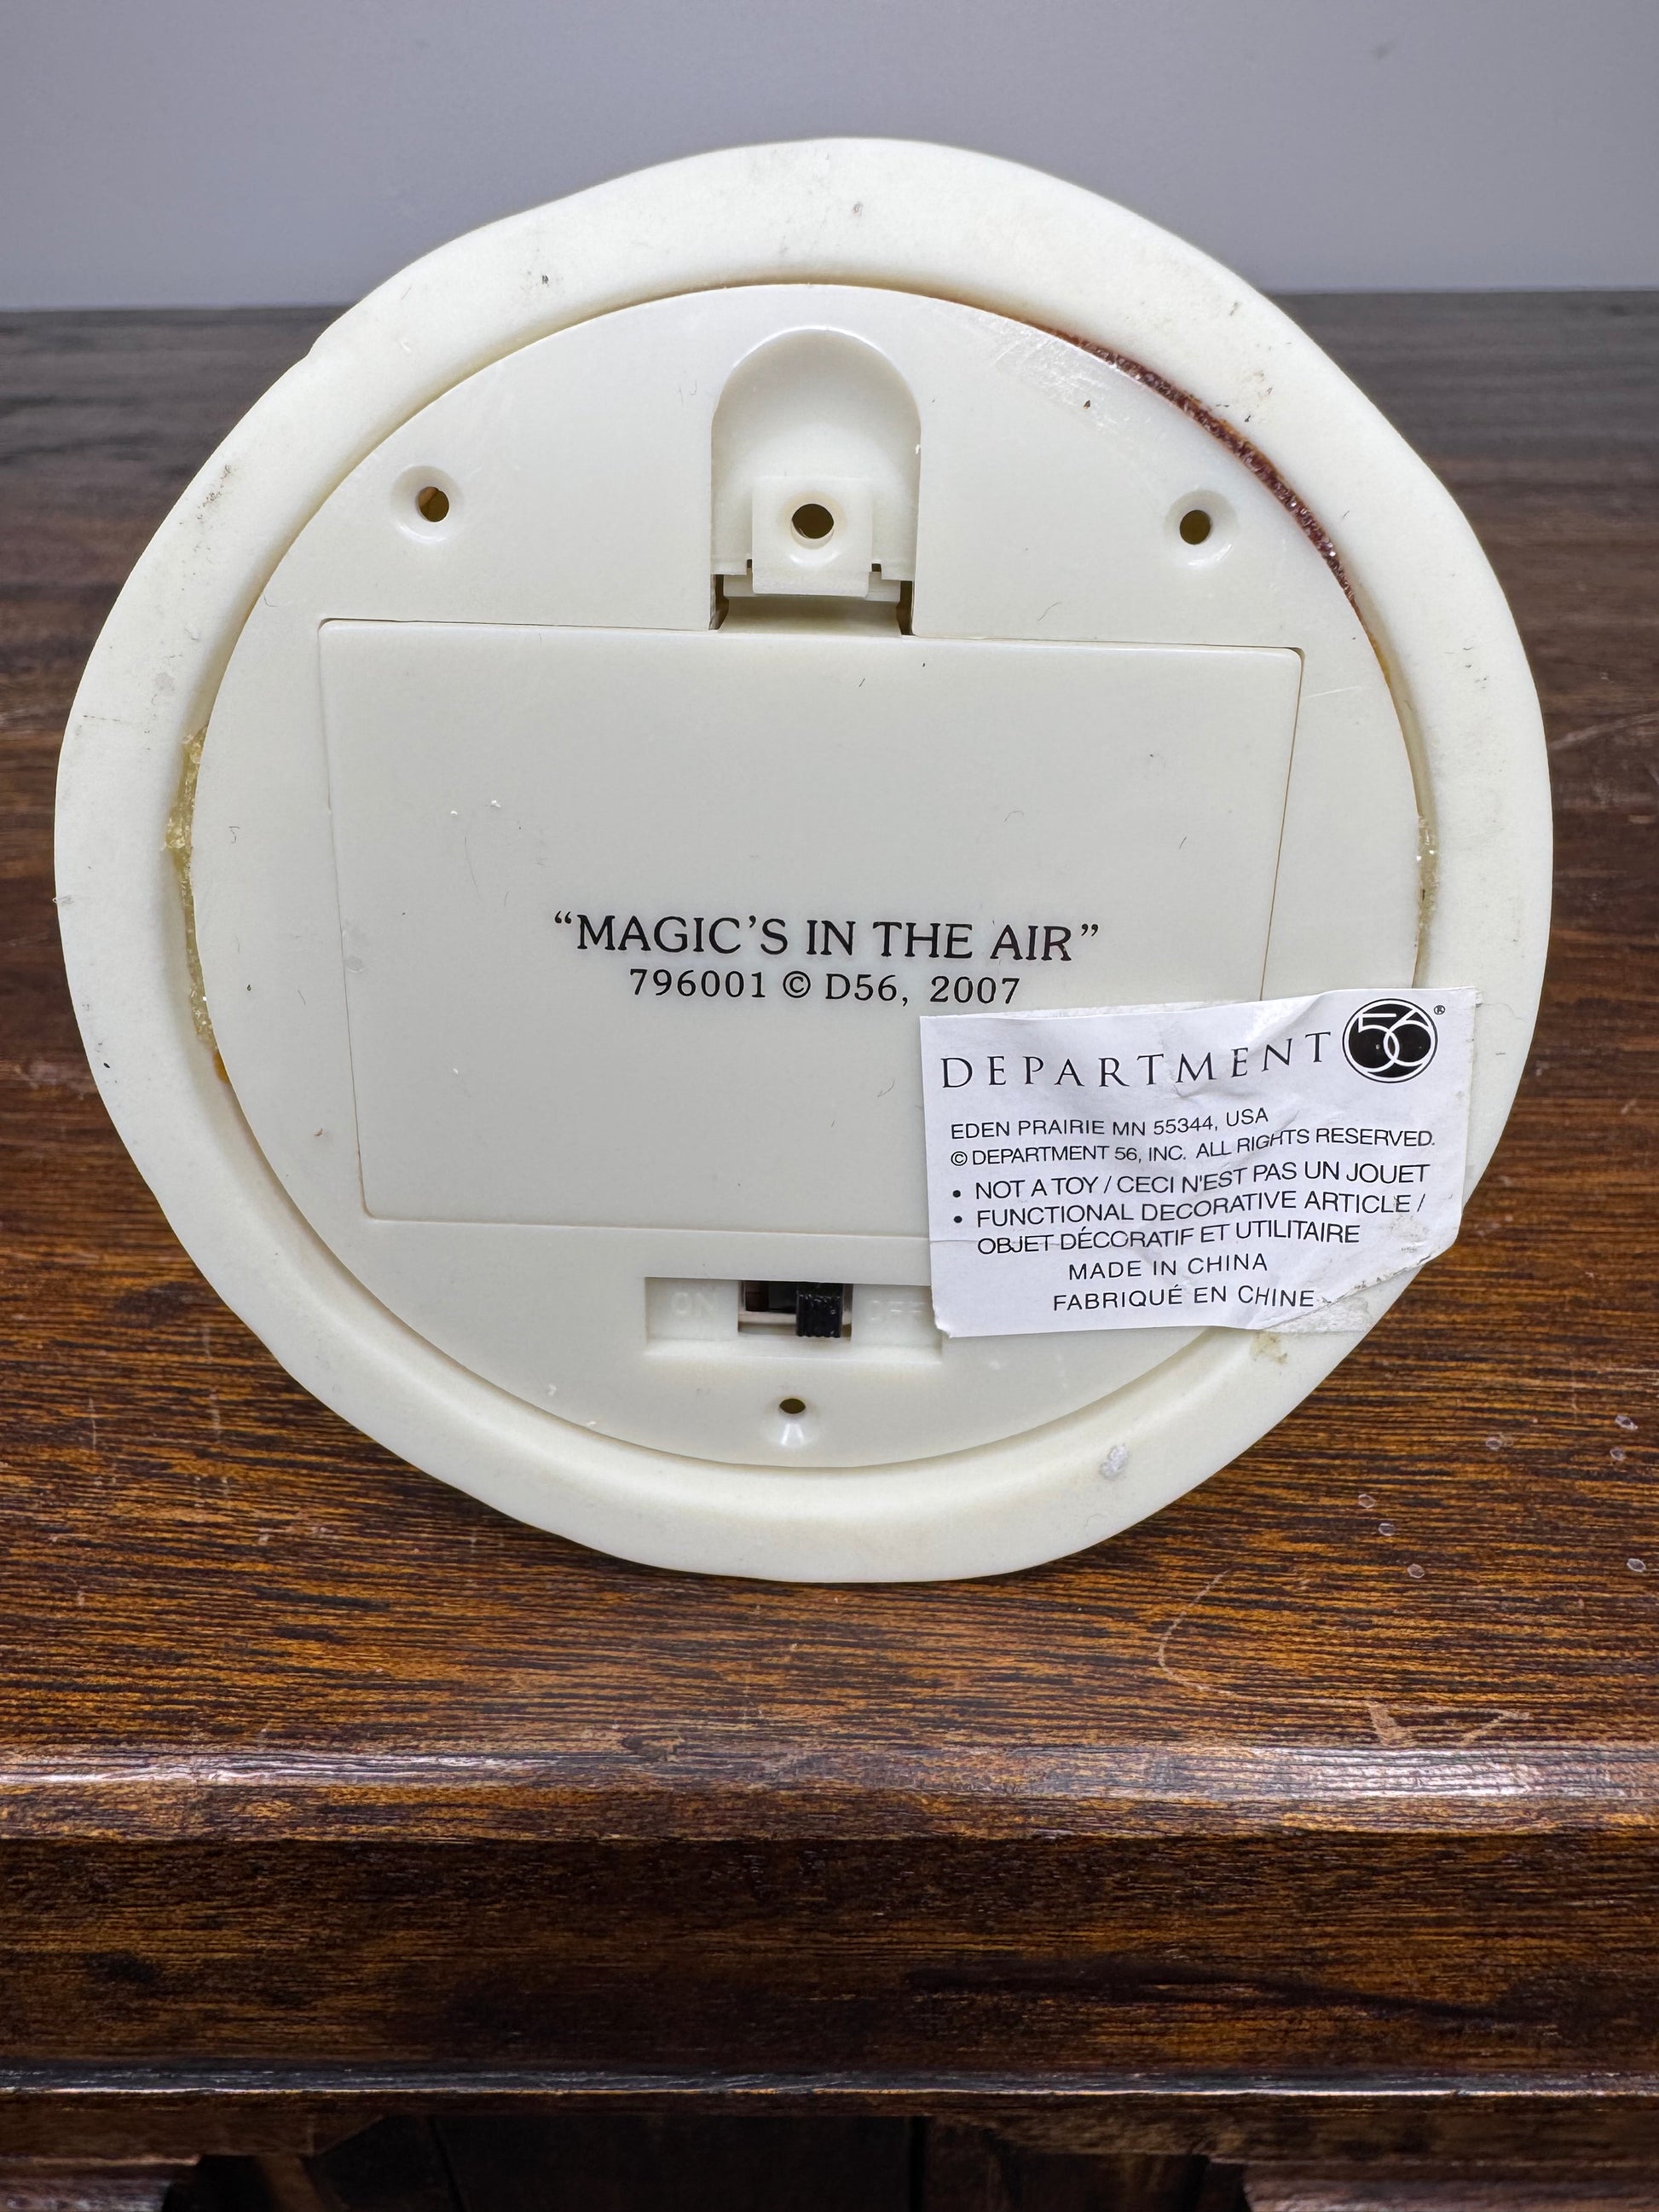 “MAGIC’S IN THE AIR”
796001 © D56, 2007
DEPARTMENT 56®
EDEN PRAIRIE MN 55344, USA
© DEPARTMENT 56, INC. ALL RIGHTS RESERVED.
• NOT A TOY / CECI N'EST PAS UN JOUET
• FUNCTIONAL DECORATIVE ARTICLE /
OBJET DÉCORATIF ET UTILITAIRE
MADE IN CHINA
FABRIQUÉ EN CHINE
ON OFF